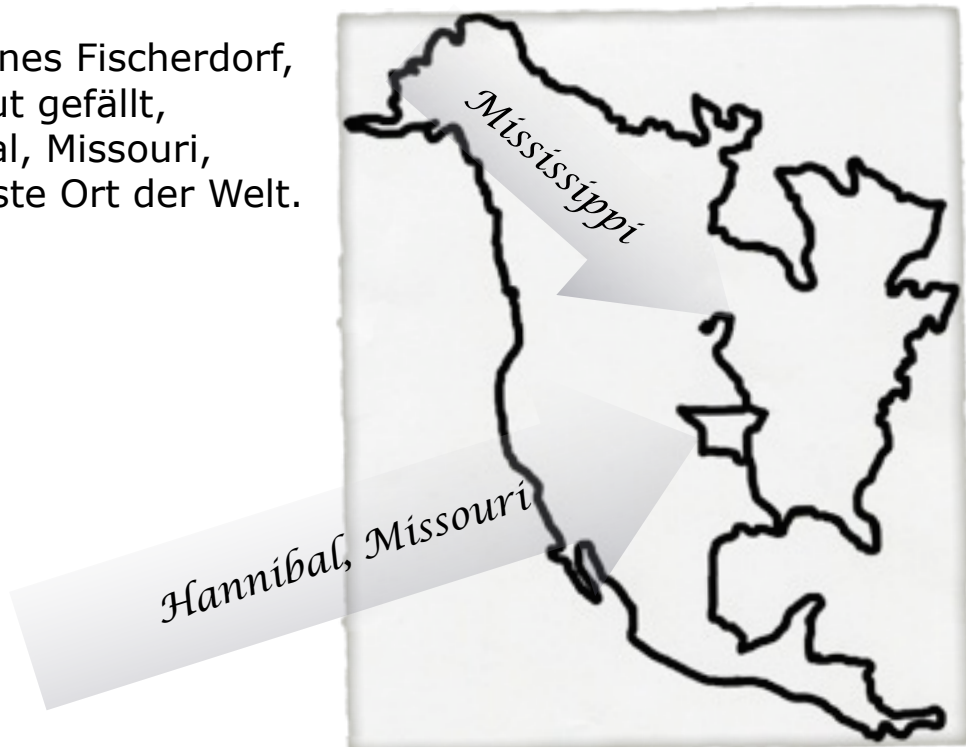 nes Fischerdorf,
ut gefällt,
al, Missouri,
ste Ort der Welt.
Mississippi
Hannibal, Missouri